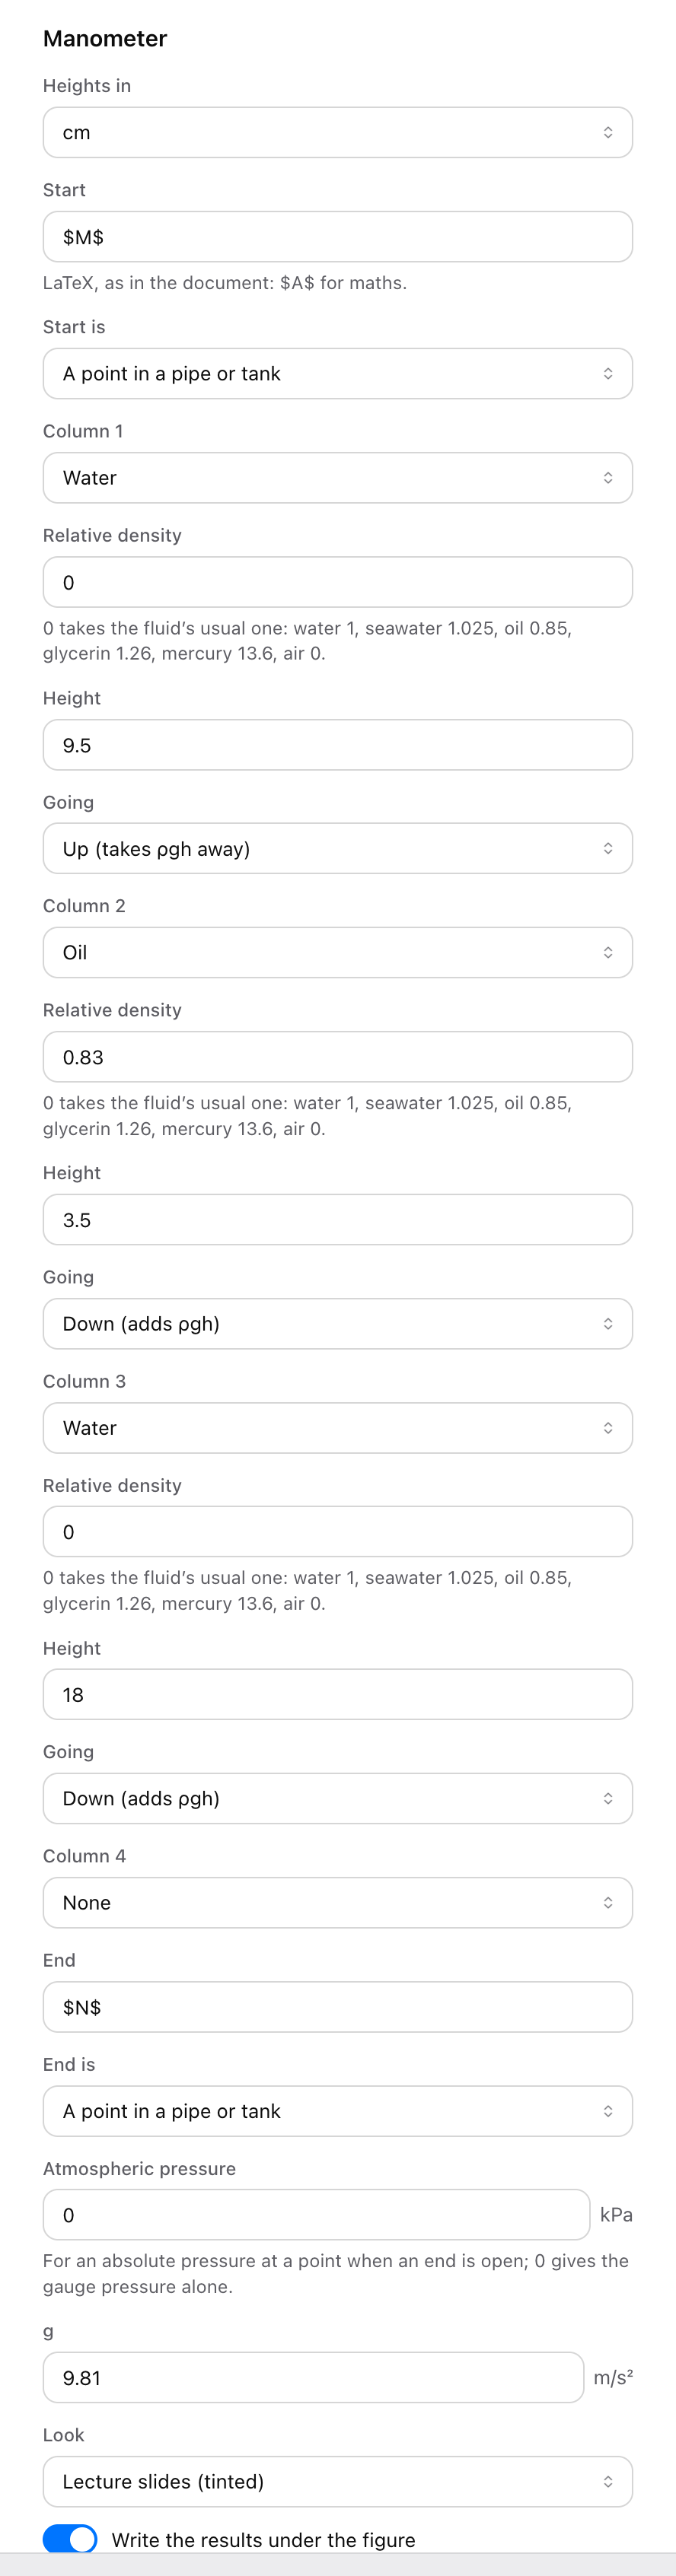 Manometer
Heights in
cm
Start
$M$
LaTeX, as in the document: $A$ for maths.
Start is
A point in a pipe or tank
Column 1
Water
Relative density
0
0 takes the fluid’s usual one: water 1, seawater 1.025, oil 0.85,
glycerin 1.26, mercury 13.6, air 0.
Height
9.5
Going
Up (takes ρgh away)
Column 2
Oil
Relative density
0.83
0 takes the fluid’s usual one: water 1, seawater 1.025, oil 0.85,
glycerin 1.26, mercury 13.6, air 0.
Height
3.5
Going
Down (adds ρgh)
Column 3
Water
Relative density
0
0 takes the fluid’s usual one: water 1, seawater 1.025, oil 0.85,
glycerin 1.26, mercury 13.6, air 0.
Height
18
Going
Down (adds ρgh)
Column 4
None
End
$N$
End is
A point in a pipe or tank
Atmospheric pressure
0 kPa
For an absolute pressure at a point when an end is open; 0 gives the
gauge pressure alone.
g
9.81 m/s²
Look
Lecture slides (tinted)
Write the results under the figure